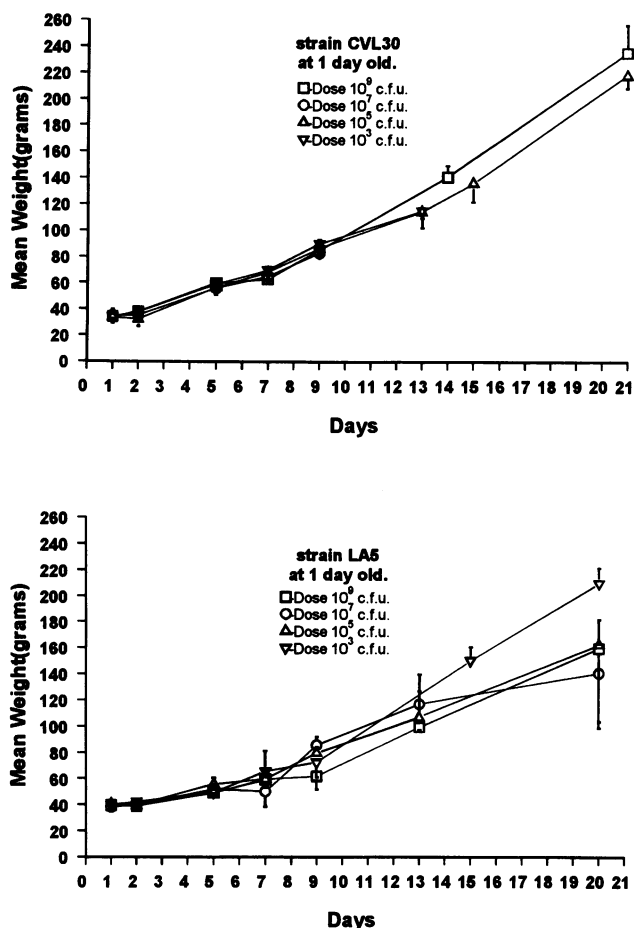 260
240
220
200
180
160
140
120
100
80
60
40
20
0
Mean Weight(grams)
strain CVL30
at 1 day old.
Dose 10⁹ c.f.u.
Dose 10⁷ c.f.u.
Dose 10⁵ c.f.u.
Dose 10³ c.f.u.
0 1 2 3 4 5 6 7 8 9 10 11 12 13 14 15 16 17 18 19 20 21
Days
260
240
220
200
180
160
140
120
100
80
60
40
20
0
Mean Weight(grams)
strain LA5
at 1 day old.
Dose 10⁹ c.f.u.
Dose 10⁷ c.f.u.
Dose 10⁵ c.f.u.
Dose 10³ c.f.u.
0 1 2 3 4 5 6 7 8 9 10 11 12 13 14 15 16 17 18 19 20 21
Days